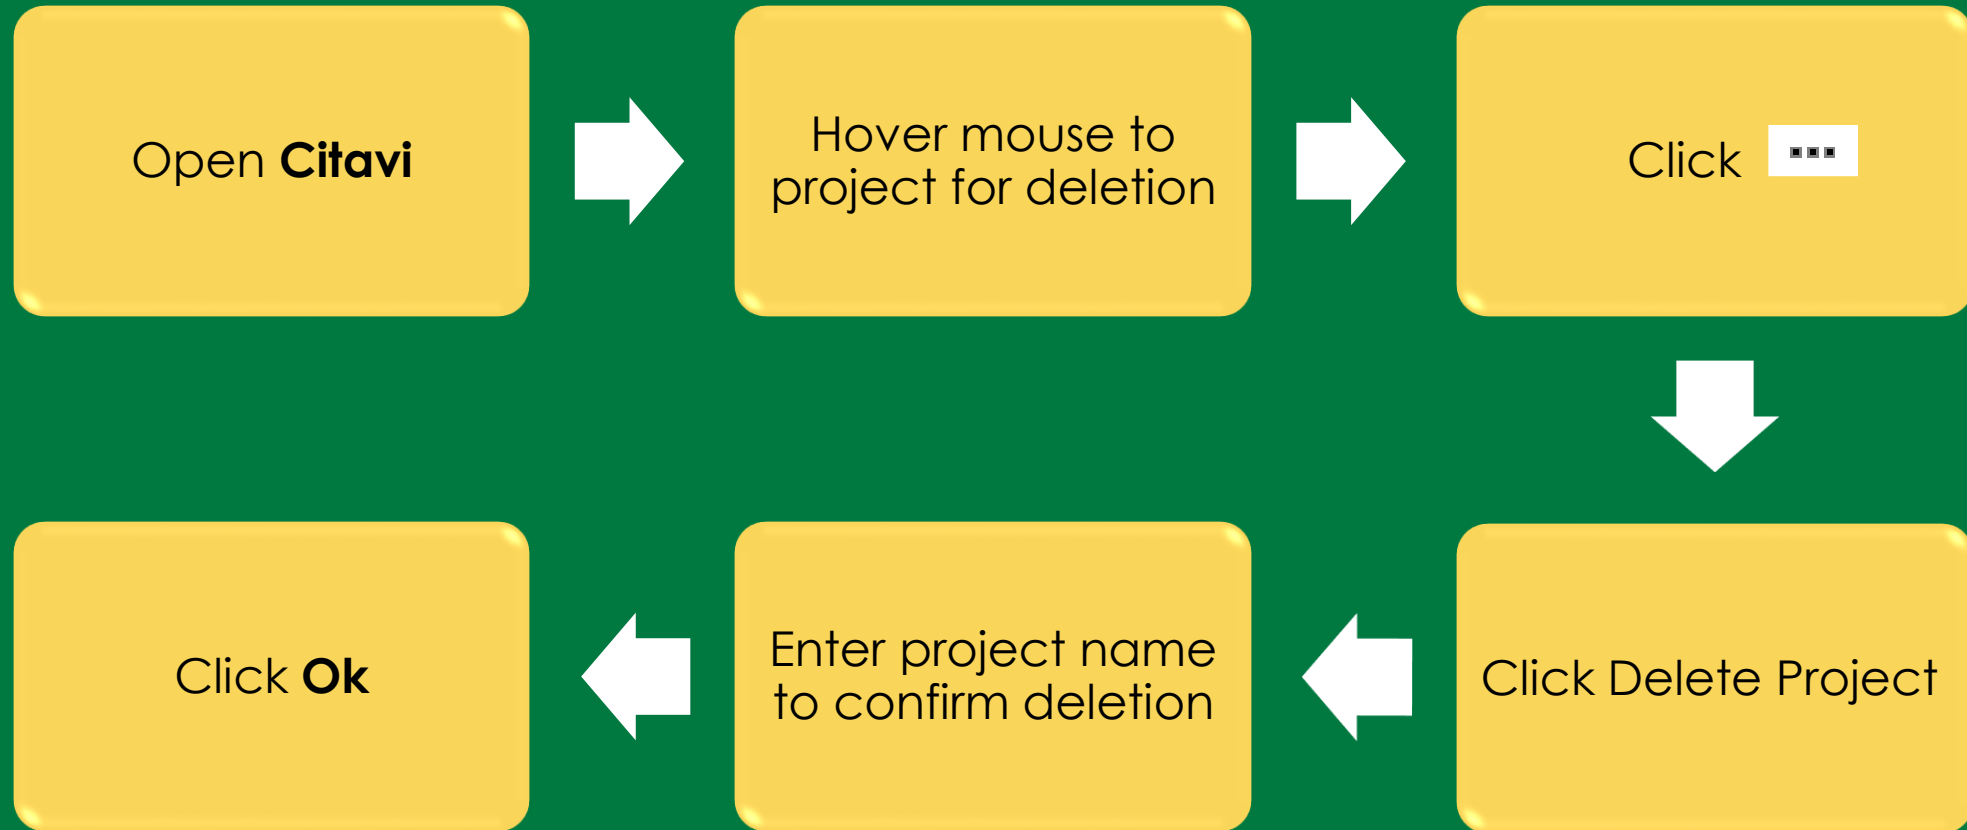 Open Citavi
Hover mouse to
project for deletion
Click ...
Click Delete Project
Enter project name
to confirm deletion
Click Ok